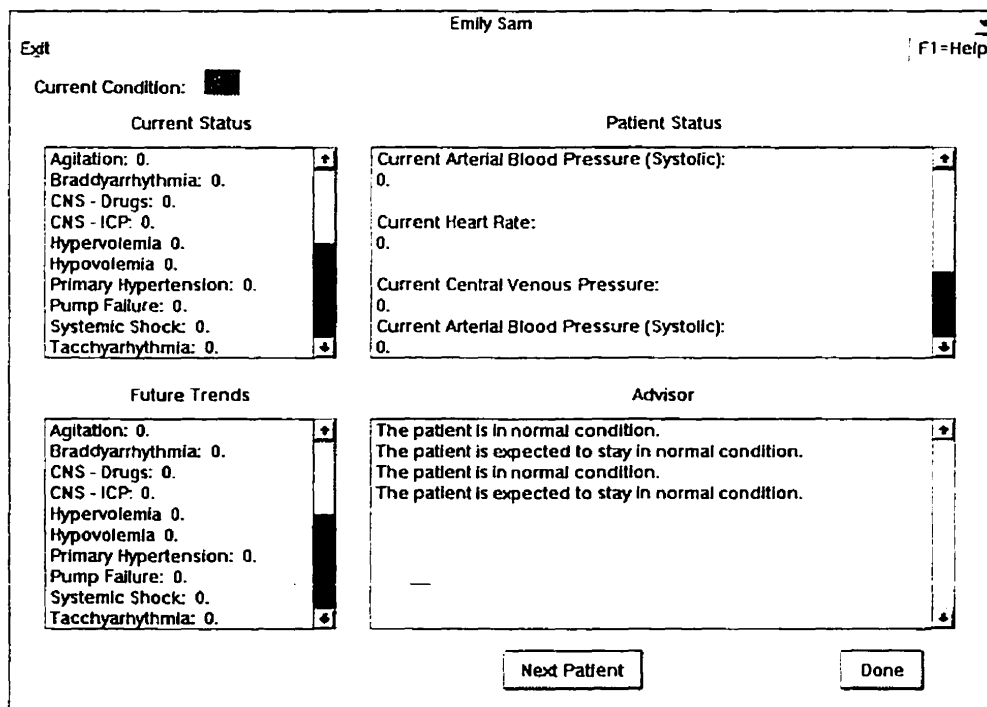 Emily Sam
Exit
F1=Help
Current Condition:
Current Status
Agitation: 0.
Braddyarrhythmia: 0.
CNS - Drugs: 0.
CNS - ICP: 0.
Hypervolemia 0.
Hypovolemia 0.
Primary Hypertension: 0.
Pump Failure: 0.
Systemic Shock: 0.
Tacchyarhythmia: 0.
Patient Status
Current Arterial Blood Pressure (Systolic):
0.
Current Heart Rate:
0.
Current Central Venous Pressure:
0.
Current Arterial Blood Pressure (Systolic):
0.
Future Trends
Agitation: 0.
Braddyarrhythmia: 0.
CNS - Drugs: 0.
CNS - ICP: 0.
Hypervolemia 0.
Hypovolemia 0.
Primary Hypertension: 0.
Pump Failure: 0.
Systemic Shock: 0.
Tacchyarhythmia: 0.
Advisor
The patient is in normal condition.
The patient is expected to stay in normal condition.
The patient is in normal condition.
The patient is expected to stay in normal condition.
Next Patient
Done